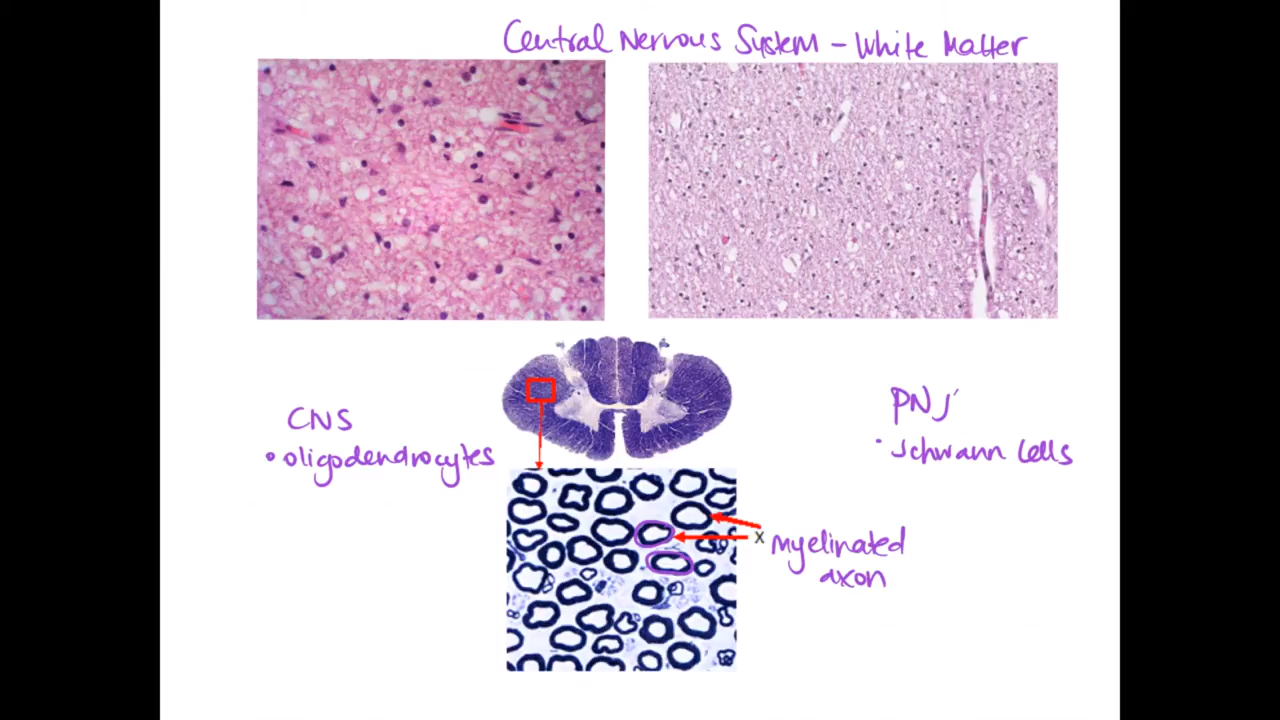 Central Nervous System - White Matter
CNS
• oligodendrocytes
PNS
• Schwann Cells
X
Myelinated
axon